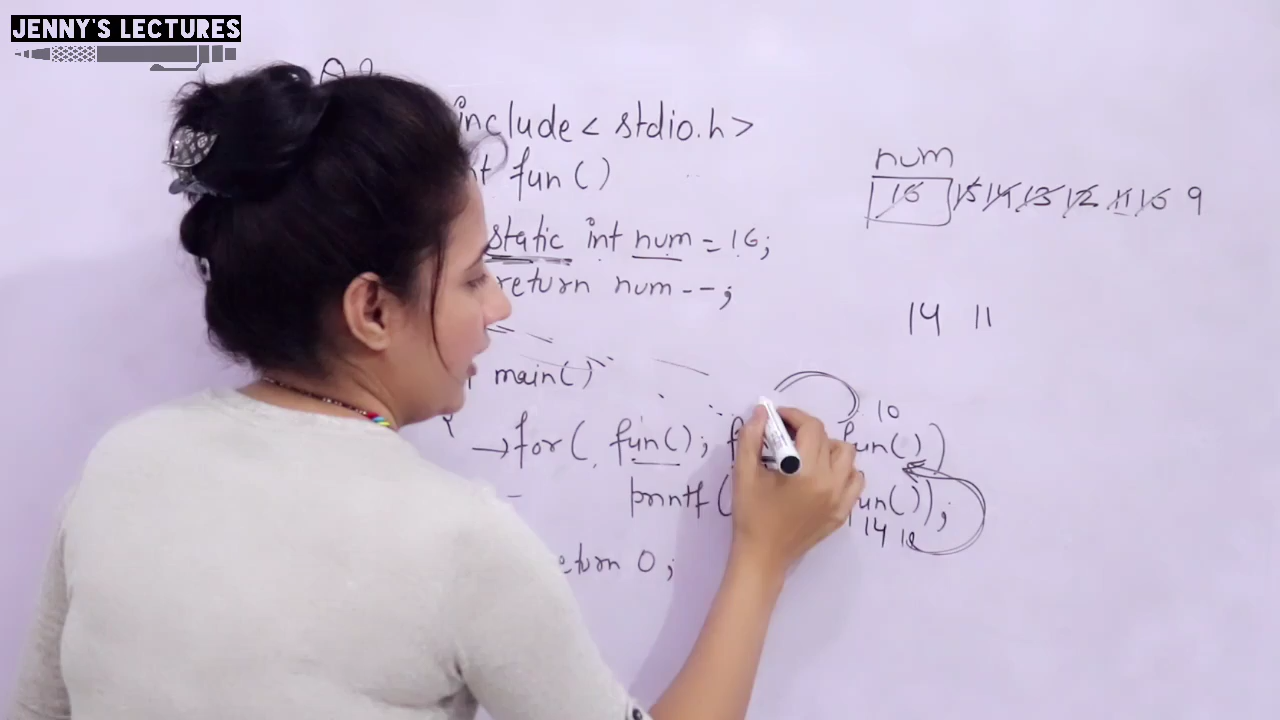 JENNY'S LECTURES
include < stdio.h >
fun ( )
num
16 15 14 13 12 11 10 9
static int num = 16;
return num --;
14 11
main()
10
→for( fun(); fun())
printf ( fun());
14
return 0;